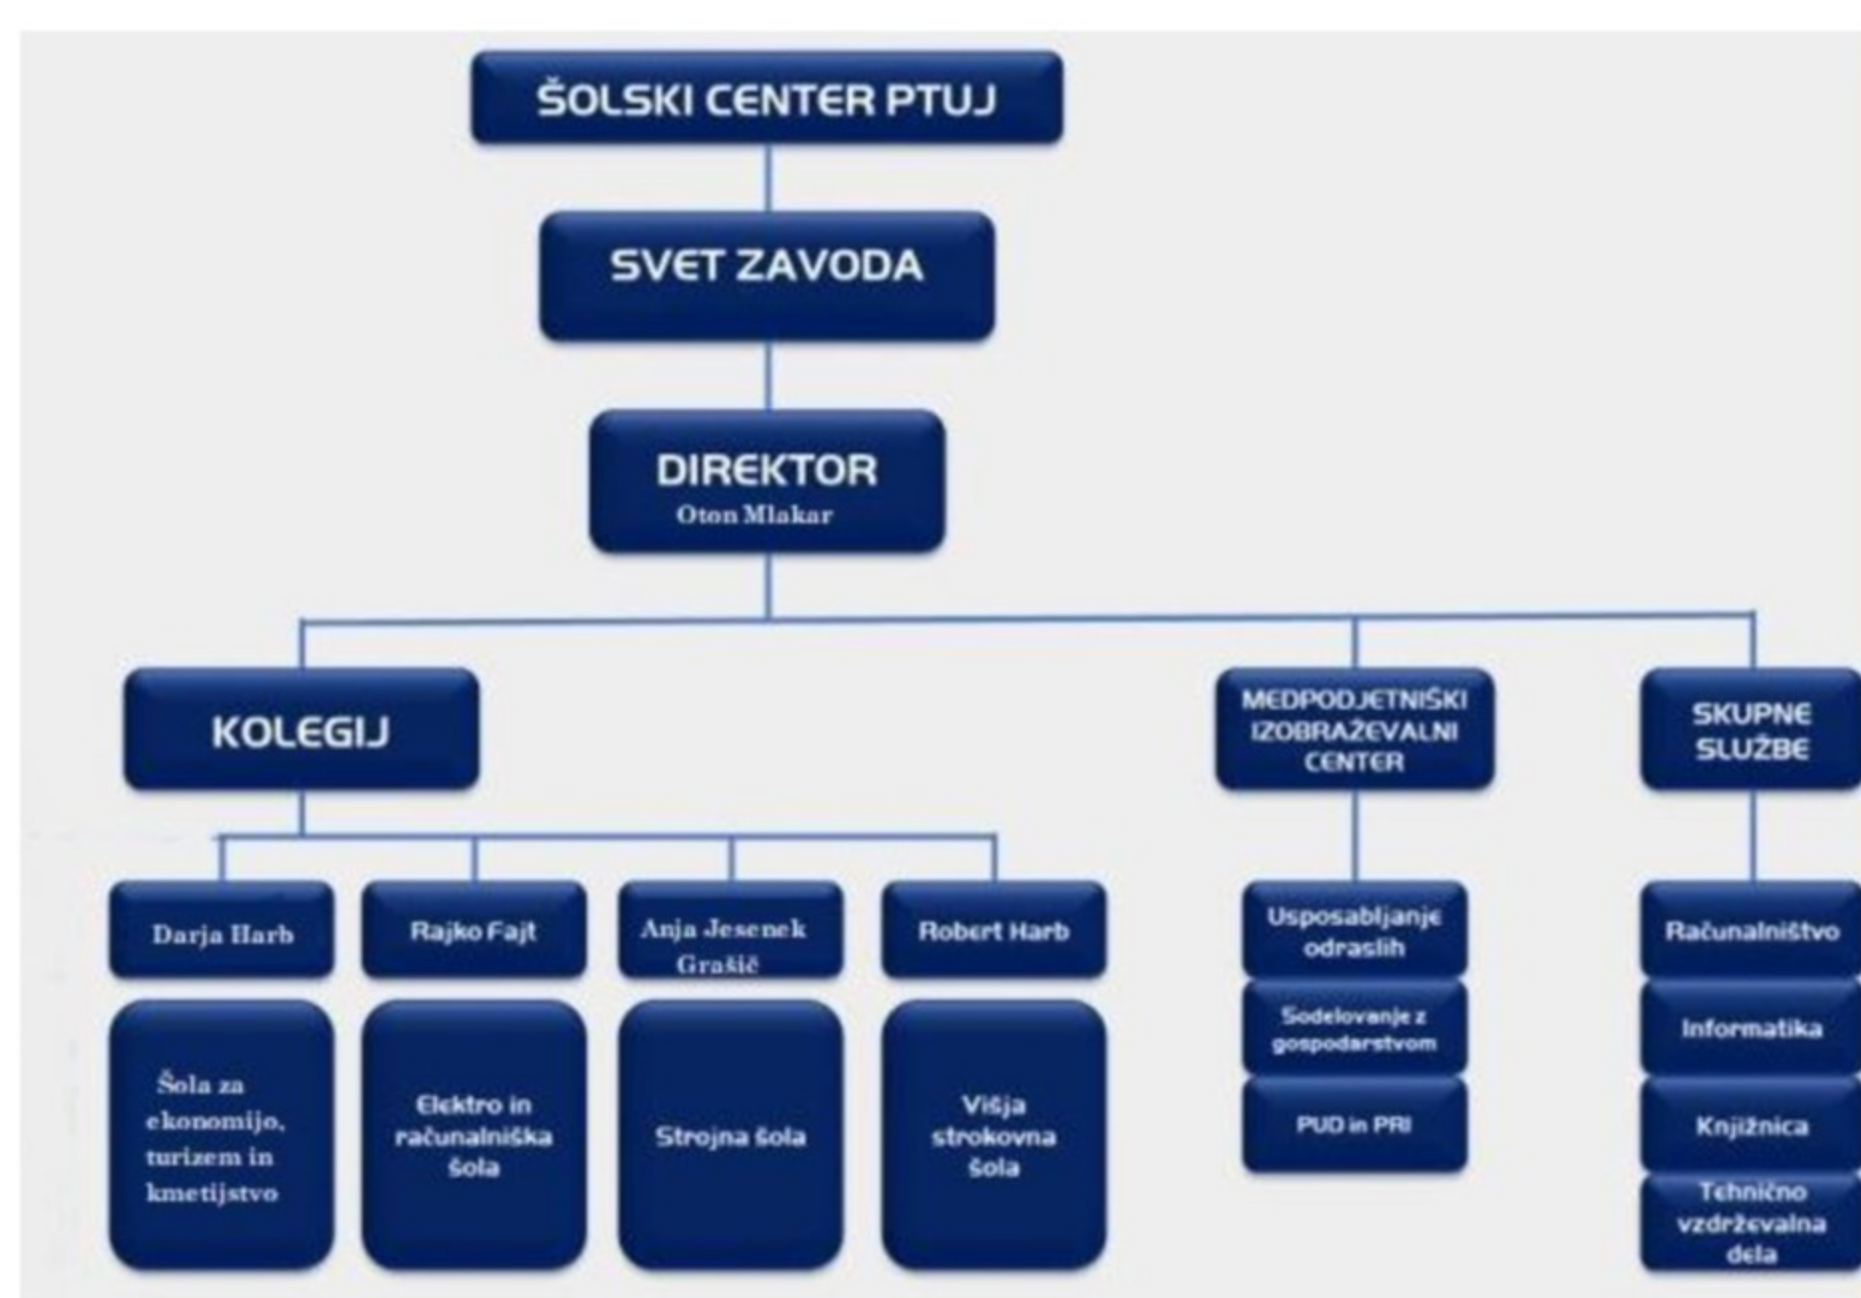 ŠOLSKI CENTER PTUJ
SVET ZAVODA
DIREKTOR
Oton Mlakar
KOLEGIJ
MEDPODJETNIŠKI
IZOBRAŽEVALNI
CENTER
SKUPNE
SLUŽBE
Darja Harb
Rajko Fajt
Anja Jesenek
Grašič
Robert Harb
Šola za
ekonomijo,
turizem in
kmetijstvo
Elektro in
računalniška
šola
Strojna šola
Višja
strokovna
šola
Usposabljanje
odraslih
Sodelovanje z
gospodarstvom
PUD in PRI
Računalništvo
Informatika
Knjižnica
Tehnično
vzdrževalna
dela